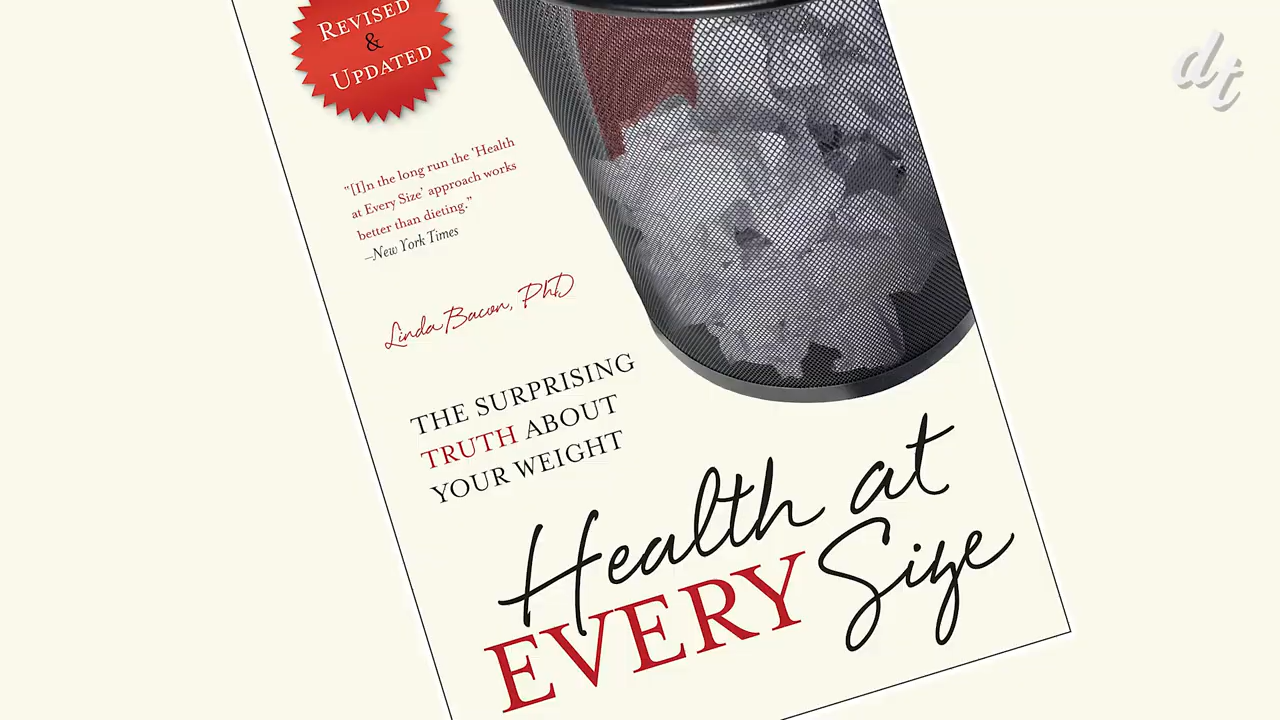 REVISED
&
UPDATED
“[I]n the long run the ‘Health
at Every Size’ approach works
better than dieting.”
–New York Times
Linda Bacon, PhD
THE SURPRISING
TRUTH ABOUT
YOUR WEIGHT
Health at
EVERY Size
dt